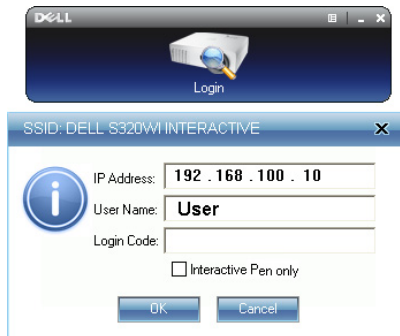 DELL
Login
SSID: DELL S320WI INTERACTIVE
IP Address: 192 . 168 . 100 . 10
User Name: User
Login Code:
Interactive Pen only
OK Cancel